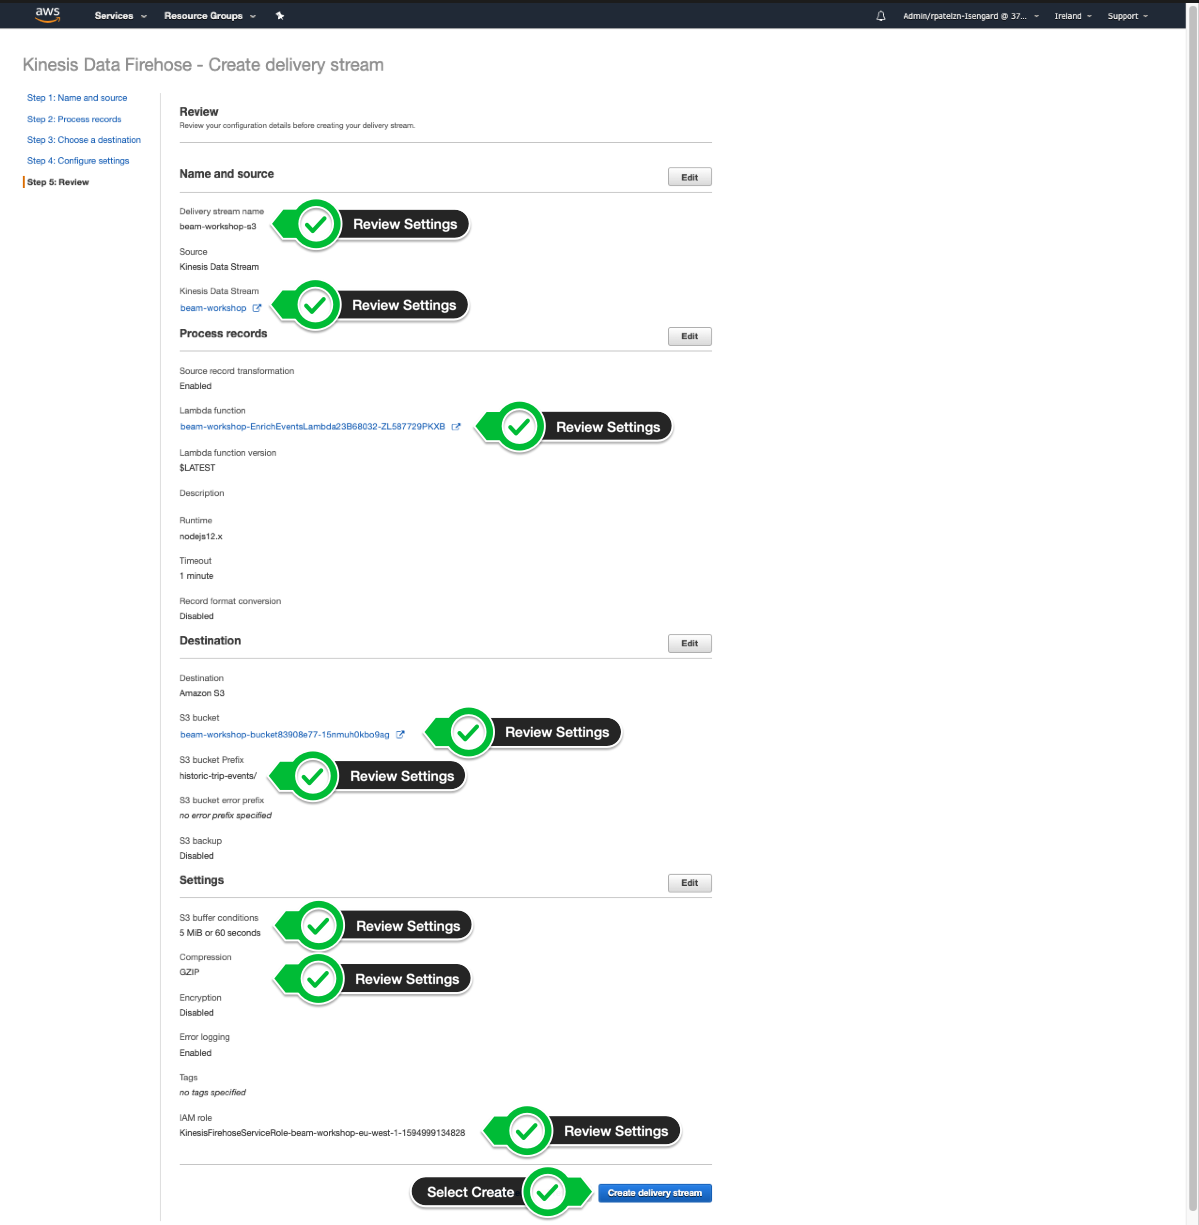 aws Services Resource Groups Admin/rpatelzn-Isengard @ 37... Ireland Support
Kinesis Data Firehose - Create delivery stream
Step 1: Name and source
Step 2: Process records
Step 3: Choose a destination
Step 4: Configure settings
Step 5: Review
Review
Review your configuration details before creating your delivery stream.
Name and source Edit
Delivery stream name
beam-workshop-s3
Review Settings
Source
Kinesis Data Stream
Kinesis Data Stream
beam-workshop
Review Settings
Process records Edit
Source record transformation
Enabled
Lambda function
beam-workshop-EnrichEventsLambda23B68032-ZL587729PKXB
Review Settings
Lambda function version
$LATEST
Description
Runtime
nodejs12.x
Timeout
1 minute
Record format conversion
Disabled
Destination Edit
Destination
Amazon S3
S3 bucket
beam-workshop-bucket83908e77-15nmuh0kbo9ag
Review Settings
S3 bucket Prefix
historic-trip-events/
Review Settings
S3 bucket error prefix
no error prefix specified
S3 backup
Disabled
Settings Edit
S3 buffer conditions
5 MiB or 60 seconds
Review Settings
Compression
GZIP
Review Settings
Encryption
Disabled
Error logging
Enabled
Tags
no tags specified
IAM role
KinesisFirehoseServiceRole-beam-workshop-eu-west-1-1594999134828
Review Settings
Select Create Create delivery stream